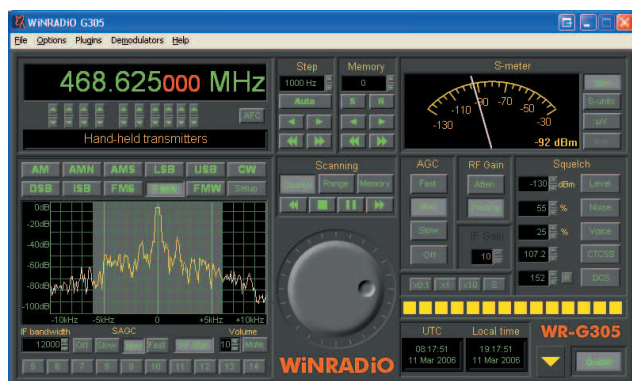 WiNRADiO G305
File Options Plugins Demodulators Help
468.625000 MHz
AFC
Hand-held transmitters
Step
1000 Hz
Auto
Memory
0
S R
S-meter
-130 -110 -90 -70 -50 -30
-92 dBm
dBm
S-units
µV
AM AMN AMS LSB USB CW
DSB ISB FM6 FMN FMW Setup
0dB
-20dB
-40dB
-60dB
-80dB
-100dB
-10kHz -5kHz 0 +5kHz +10kHz
IF bandwidth SAGC Volume
12000 Off Slow Med Fast 10 Mute
5 6 7 8 9 10 11 12 13 14
Scanning
Search Range Memory
WiNRADiO
AGC
Fast
Med
Slow
Off
RF Gain
Atten
IF Gain
10
Squelch
-130 dBm Level
55 % Noise
25 % Voice
107.2 CTCSS
152 R DCS
x0.1 x1 x10 S
UTC
08:17:51
11 Mar 2006
Local time
19:17:51
11 Mar 2006
WR-G305
On/Off